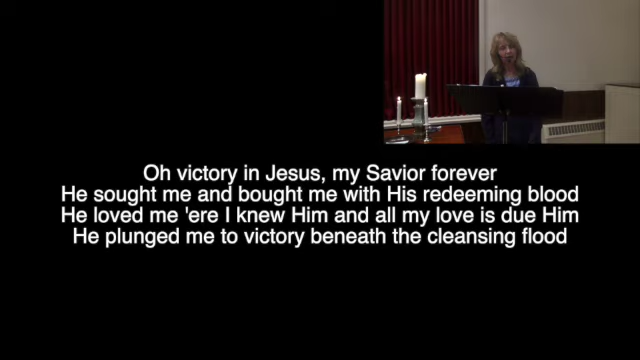 Oh victory in Jesus, my Savior forever
He sought me and bought me with His redeeming blood
He loved me 'ere I knew Him and all my love is due Him
He plunged me to victory beneath the cleansing flood